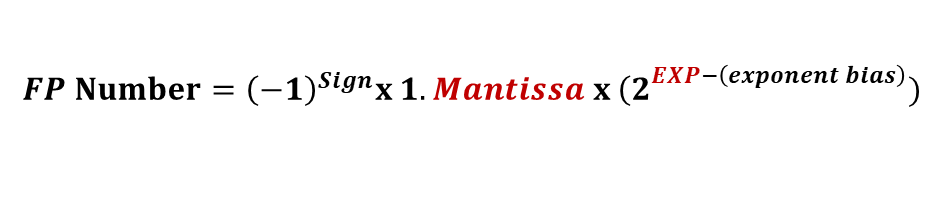 FP Number = (−1)^Sign x 1. Mantissa x (2^EXP−(exponent bias))